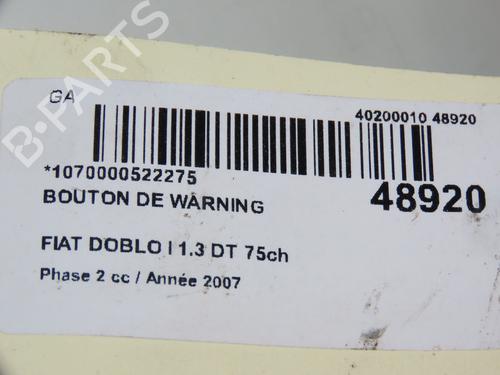 GA
40200010 48920
*1070000522275
48920
BOUTON DE WARNING
FIAT DOBLO I 1.3 DT 75ch
Phase 2 cc / Année 2007
B-PARTS